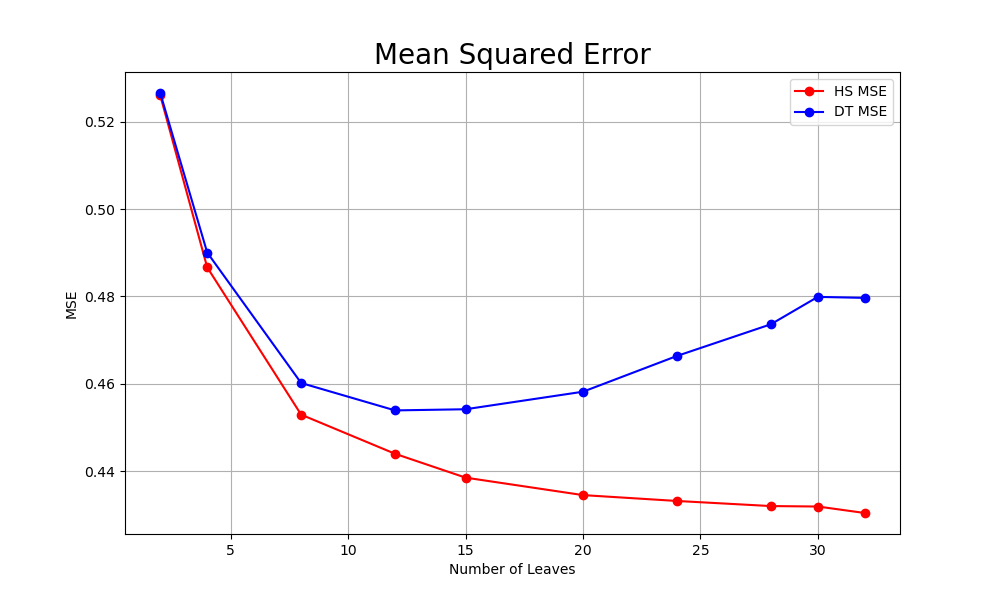 Mean Squared Error
HS MSE
DT MSE
0.52
0.50
0.48
0.46
0.44
MSE
5 10 15 20 25 30
Number of Leaves